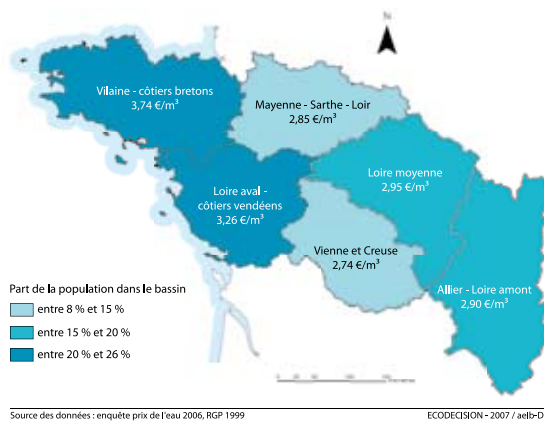 N
Vilaine - côtiers bretons
3,74 €/m³
Mayenne - Sarthe - Loir
2,85 €/m³
Loire moyenne
2,95 €/m³
Loire aval -
côtiers vendéens
3,26 €/m³
Vienne et Creuse
2,74 €/m³
Allier - Loire amont
2,90 €/m³
Part de la population dans le bassin
entre 8 % et 15 %
entre 15 % et 20 %
entre 20 % et 26 %
Source des données : enquête prix de l'eau 2006, RGP 1999
ECODECISION - 2007 / aelb-D